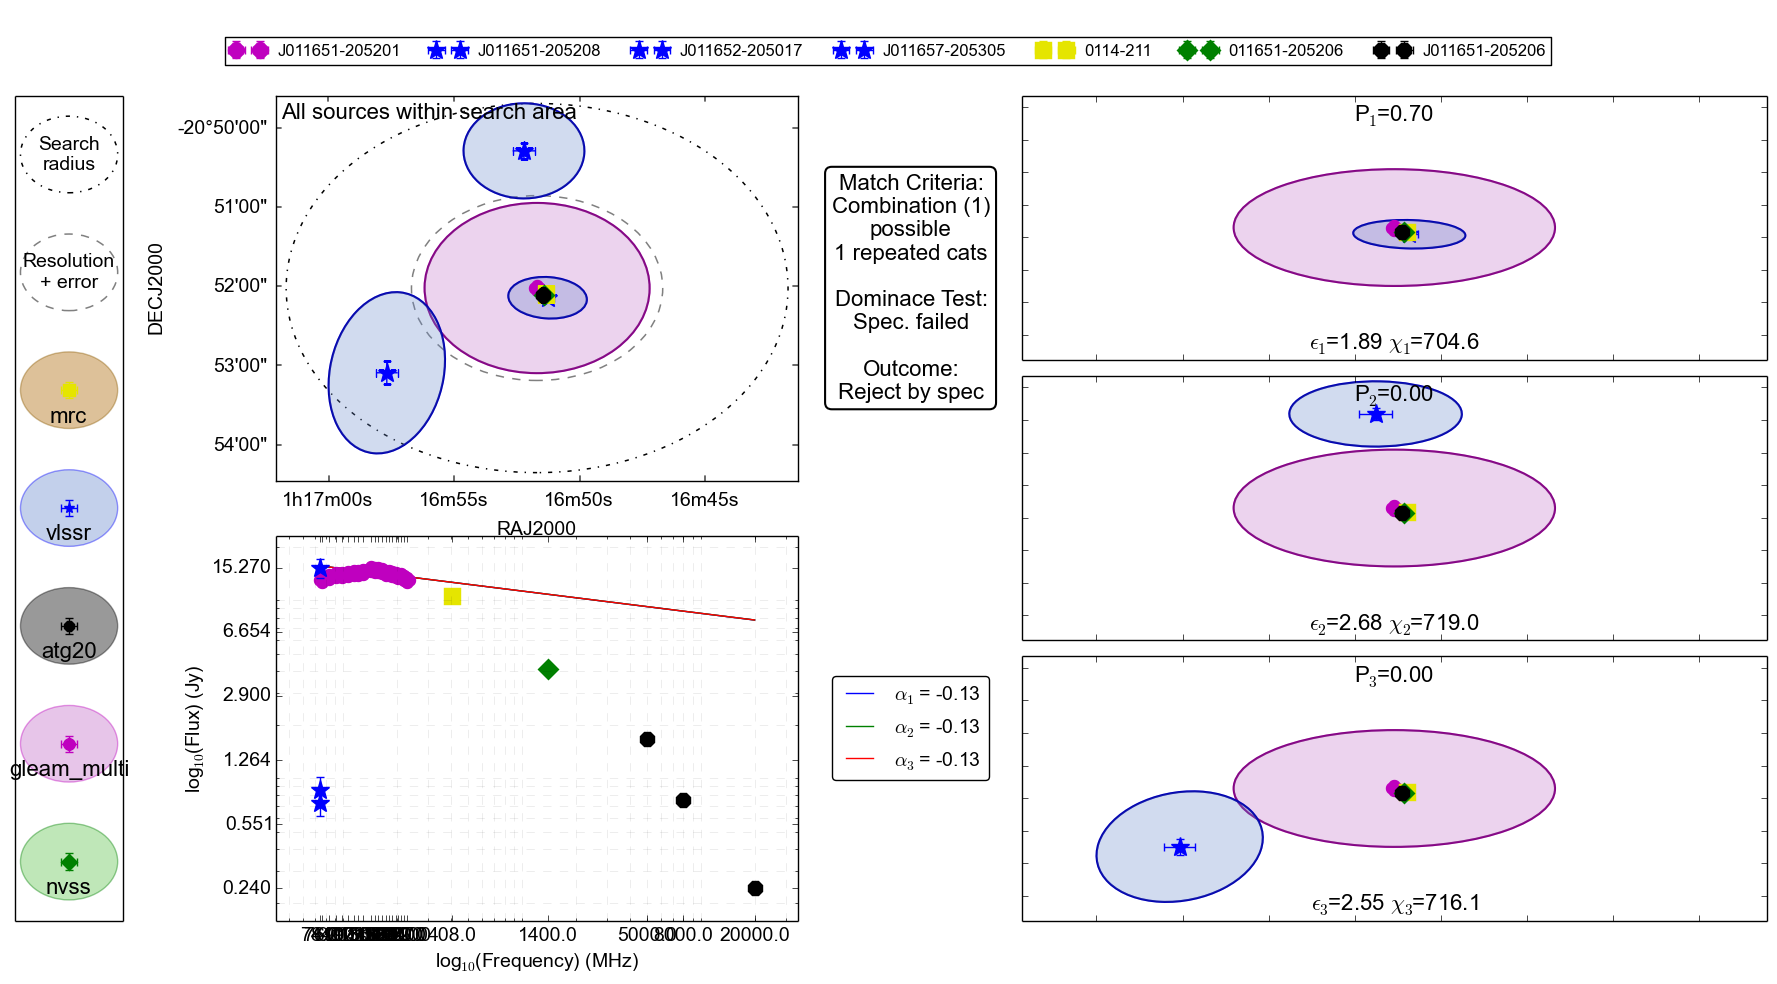 J011651-205201 J011651-205208 J011652-205017 J011657-205305 0114-211 011651-205206 J011651-205206
Search
radius
Resolution
+ error
mrc
vlssr
atg20
gleam_multi
nvss
All sources within search area
DECJ2000
-20°50'00"
51'00"
52'00"
53'00"
54'00"
1h17m00s 16m55s 16m50s 16m45s
RAJ2000
log10(Flux) (Jy)
15.270
6.654
2.900
1.264
0.551
0.240
408.0 1400.0 5000.0 8000.0 20000.0
log10(Frequency) (MHz)
Match Criteria:
Combination (1)
possible
1 repeated cats
Dominace Test:
Spec. failed
Outcome:
Reject by spec
α1 = -0.13
α2 = -0.13
α3 = -0.13
P1=0.70
ϵ1=1.89 χ1=704.6
P2=0.00
ϵ2=2.68 χ2=719.0
P3=0.00
ϵ3=2.55 χ3=716.1